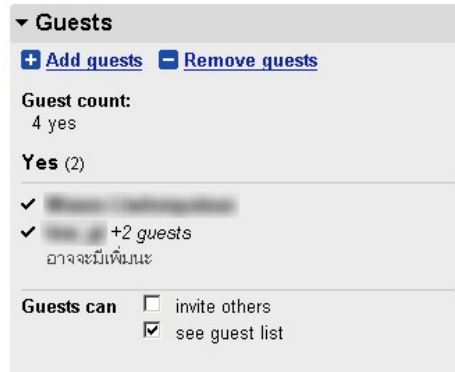 Guests
Add guests Remove guests
Guest count:
4 yes
Yes (2)
+2 guests
อาจจะมีเพิ่มนะ
Guests can invite others
see guest list